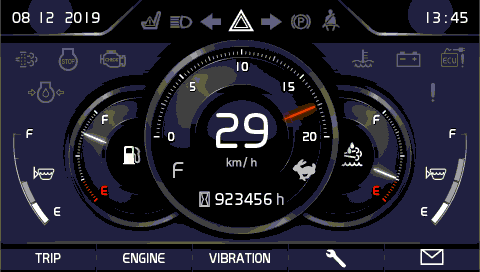 08 12 2019
13:45
STOP
CHECK
ECU
10
5
15
0
20
29
km/h
F
923456 h
F
E
F
E
F
E
F
E
TRIP
ENGINE
VIBRATION